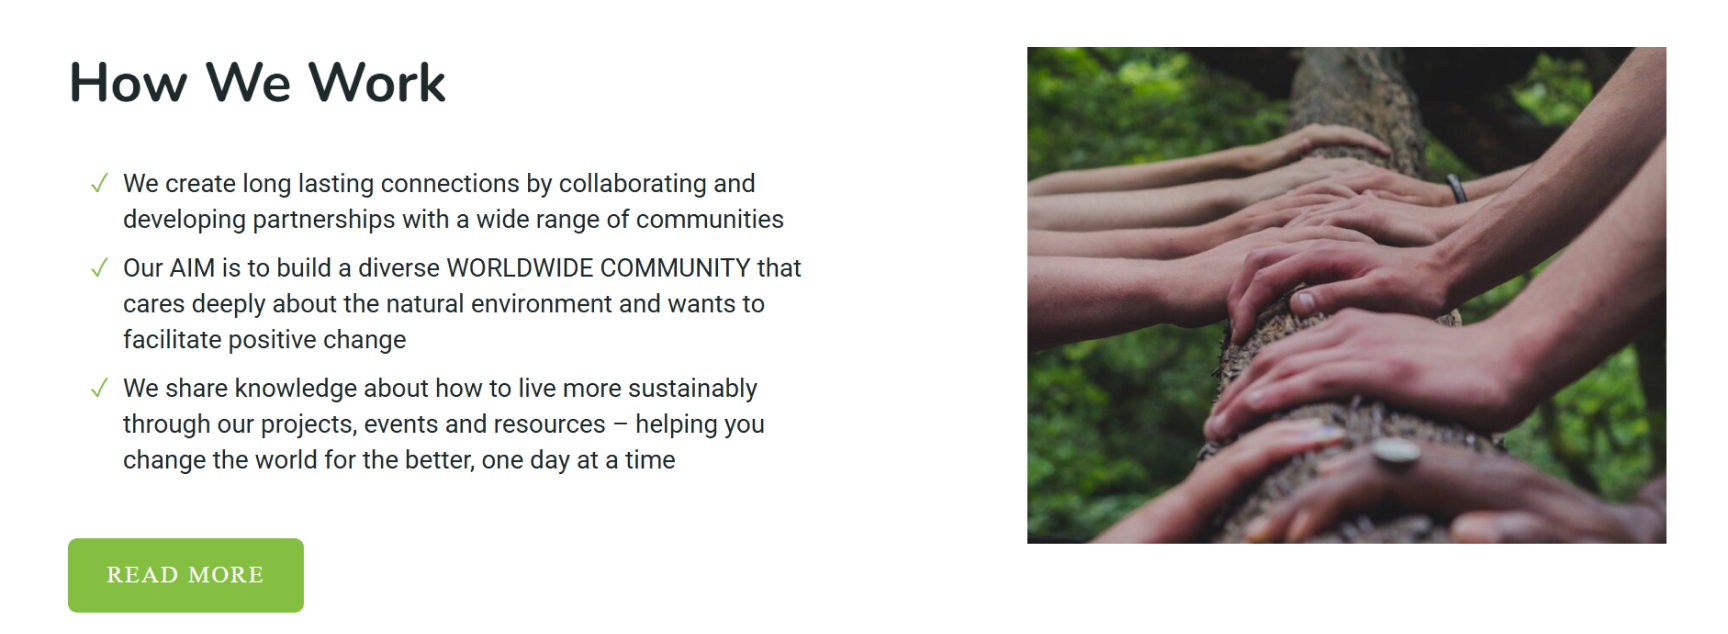 How We Work
We create long lasting connections by collaborating and
developing partnerships with a wide range of communities
Our AIM is to build a diverse WORLDWIDE COMMUNITY that
cares deeply about the natural environment and wants to
facilitate positive change
We share knowledge about how to live more sustainably
through our projects, events and resources – helping you
change the world for the better, one day at a time
READ MORE